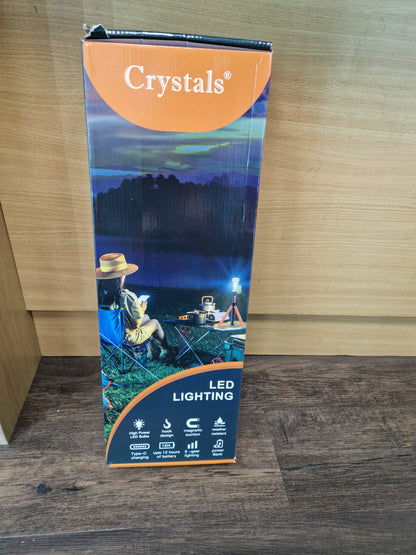 Crystals®
LED
LIGHTING
High-Power
LED Bulbs
hook
design
magnetic
suction
weather
resistant
12H.
Type-C
charging
Upto 12 hours
of battery
5 -gear
lighting
power
Bank